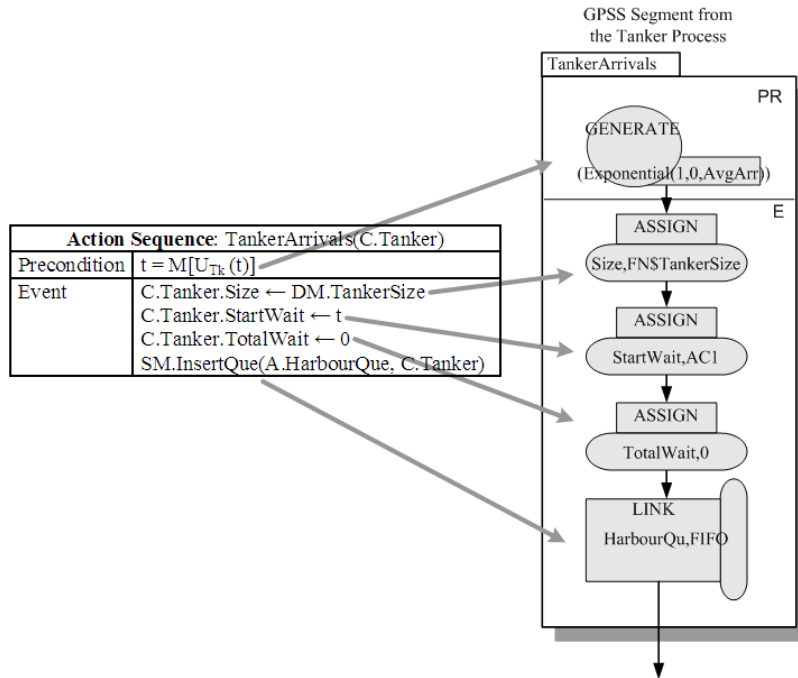 GPSS Segment from
the Tanker Process
TankerArrivals
PR
GENERATE
(Exponential(1,0,AvgArr))
E
ASSIGN
Size,FN$TankerSize
ASSIGN
StartWait,AC1
ASSIGN
TotalWait,0
LINK
HarbourQu,FIFO
Action Sequence: TankerArrivals(C.Tanker)
Precondition t = M[UTk (t)]
Event C.Tanker.Size ← DM.TankerSize
C.Tanker.StartWait ← t
C.Tanker.TotalWait ← 0
SM.InsertQue(A.HarbourQue, C.Tanker)